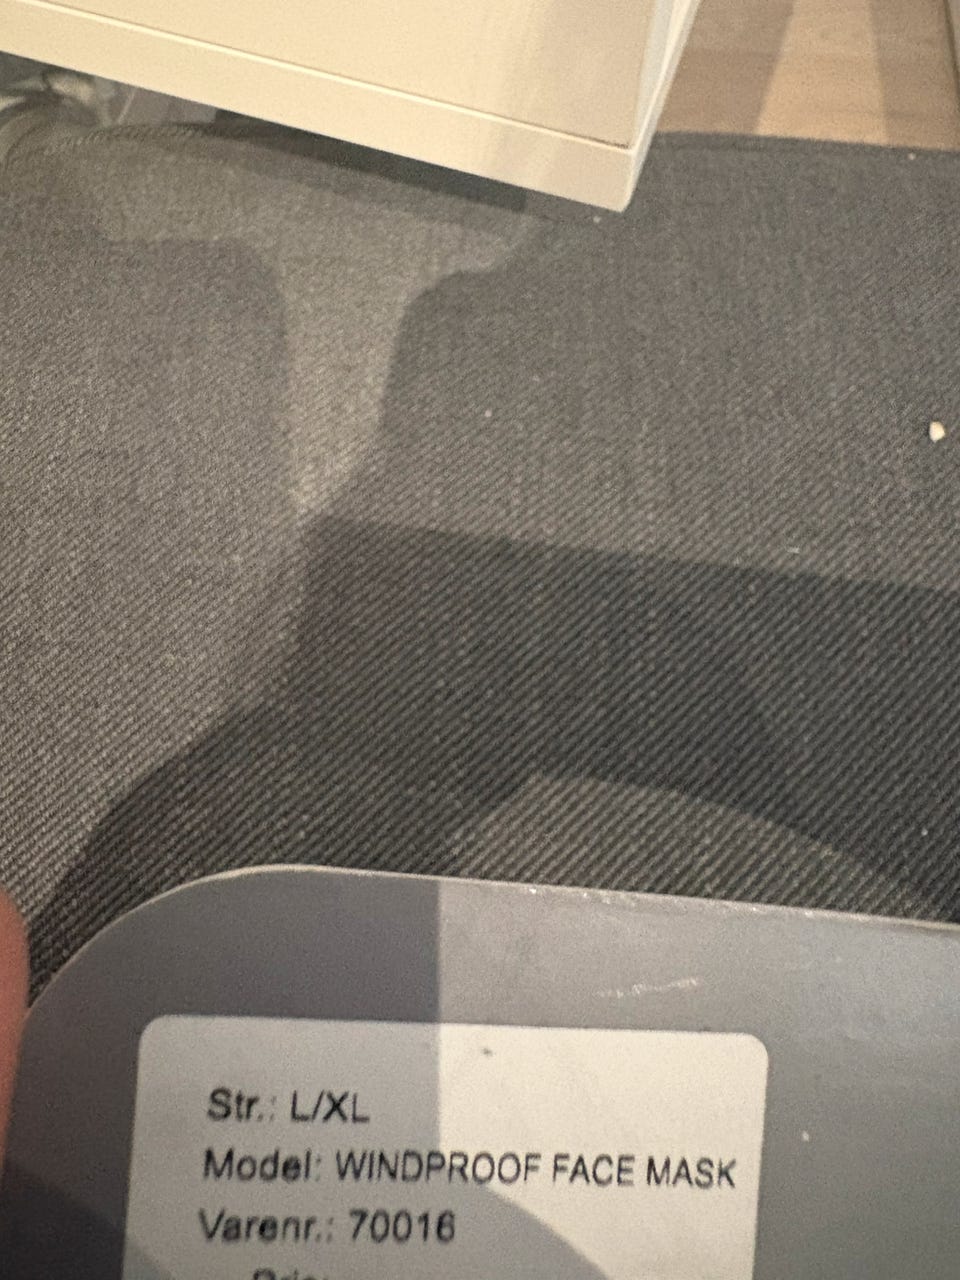 Str.: L/XL
Model: WINDPROOF FACE MASK
Varenr.: 70016